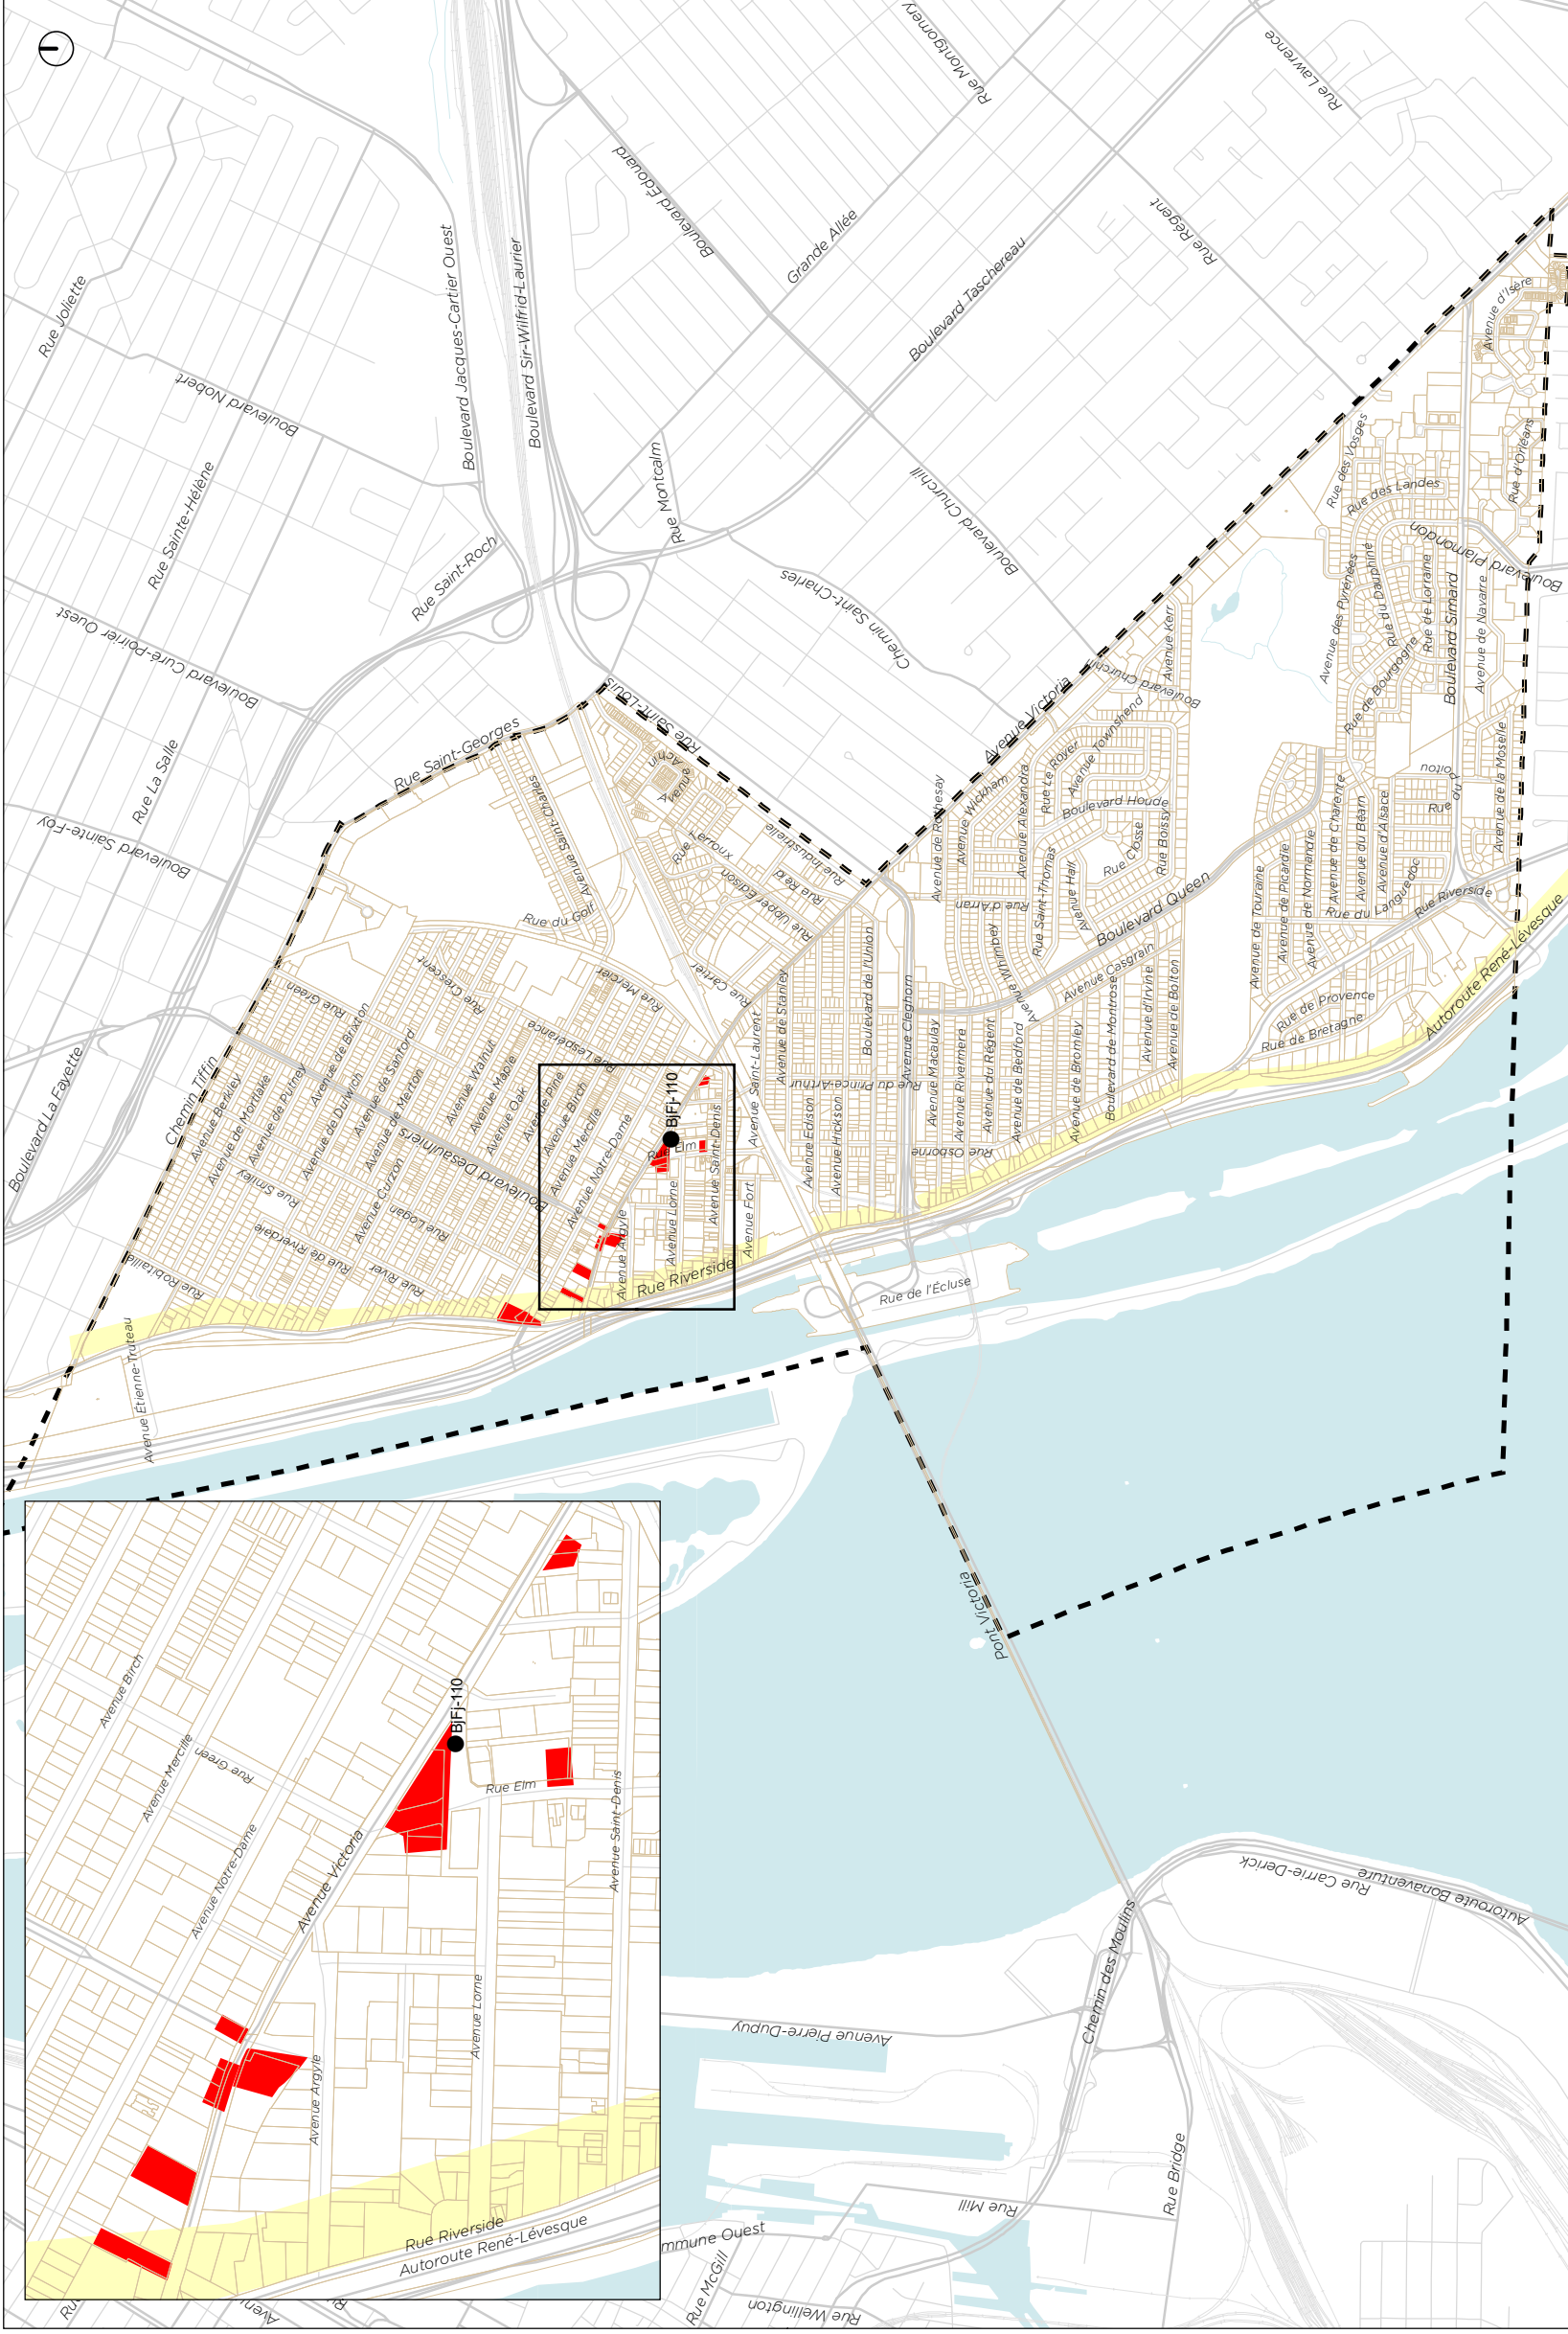 Rue Montgomery
Rue Lawrence
Boulevard Édouard
Grande Allée
Rue Régent
Boulevard Taschereau
Rue Joliette
Boulevard Nobert
Boulevard Jacques-Cartier Ouest
Boulevard Sir-Wilfrid-Laurier
Rue Sainte-Hélène
Rue Montcalm
Boulevard Churchill
Rue Saint-Roch
Chemin Saint-Charles
Boulevard Curé-Poirier Ouest
Rue La Salle
Boulevard Sainte-Foy
Boulevard La Fayette
Avenue d'Isère
Rue des Vosges
Rue des Landes
Rue d'Orléans
Boulevard Plamondon
Avenue des Pyrénées
Rue du Dauphiné
Rue de Lorraine
Boulevard Simard
Avenue de Navarre
Rue de Bourgogne
Avenue Kerr
Boulevard Churchill
Avenue Victoria
Avenue Townshend
Rue Le Royer
Avenue Wickham
Avenue Alexandra
Boulevard Houde
Rue Closse
Rue Boissy
Avenue de Rothesay
Rue d'Arran
Rue Saint-Thomas
Avenue Hall
Boulevard Queen
Avenue Whimbey
Avenue Casgrain
Avenue de la Moselle
Rue du Poitou
Avenue d'Alsace
Avenue du Béarn
Avenue de Charente
Avenue de Normandie
Avenue de Picardie
Avenue de Touraine
Rue du Languedoc
Rue Riverside
Rue de Provence
Rue de Bretagne
Autoroute René-Lévesque
Rue Saint-Georges
Rue Saint-Louis
Avenue Achin
Avenue Saint-Charles
Rue du Golf
Rue Lanoux
Rue Industrielle
Rue Reid
Rue Upper Edison
Rue Cartier
Rue Mercier
Rue Crescent
Rue Green
Rue Lespérance
Chemin Tiffin
Avenue Berkley
Avenue de Mortlake
Avenue de Putney
Avenue de Brixton
Avenue de Dulwich
Avenue de Sanford
Avenue de Merton
Avenue Curzon
Avenue Walnut
Avenue Maple
Avenue Oak
Avenue Pine
Avenue Birch
Avenue Mercille
Avenue Notre-Dame
Boulevard Desaulniers
Rue Smiley
Rue Logan
Rue de Riverdale
Rue River
Rue Robitaille
BjFj-110
Rue Elm
Avenue Saint-Denis
Avenue Lorne
Avenue Argyle
Avenue Fort
Rue Riverside
Avenue Saint-Laurent
Avenue de Stanley
Avenue Edison
Avenue Hickson
Boulevard de l'Union
Avenue Cleghorn
Rue du Prince-Arthur
Avenue Macaulay
Avenue Rivermere
Avenue du Régent
Avenue de Bedford
Avenue de Bromley
Boulevard de Montrose
Avenue d'Irvine
Avenue de Bolton
Rue Osborne
Rue de l'Écluse
Avenue Étienne-Truteau
Pont Victoria
Avenue Birch
Avenue Mercille
Rue Green
Avenue Notre-Dame
Avenue Victoria
BjFj-110
Rue Elm
Avenue Saint-Denis
Avenue Lorne
Avenue Argyle
Rue Riverside
Autoroute René-Lévesque
Rue Carrie-Derick
Autoroute Bonaventure
Chemin des Moulins
Avenue Pierre-Dupuy
Rue Mill
Rue Bridge
mmune Ouest
Rue McGill
Rue Wellington